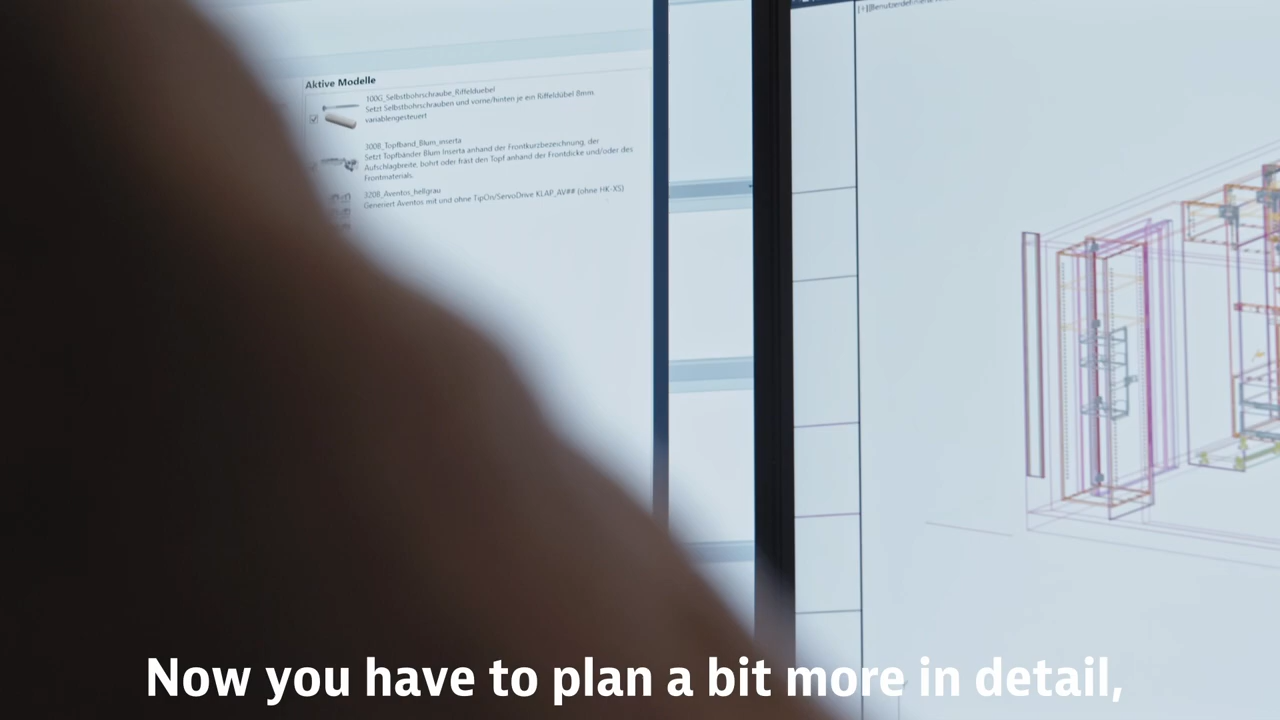 Aktive Modelle
100G_Selbstbohrschraube_Riffelduebel
Setzt Selbstbohrschrauben und vorne/hinten je ein Riffeldübel 8mm,
variablengesteuert
300B_Topfband_Blum_inserta
Setzt Topfbänder Blum Inserta anhand der Frontkurzbezeichnung, der
Aufschlagbreite, bohrt oder fräst den Topf anhand der Frontdicke und/oder des
Frontmaterials.
320B_Aventos_hellgrau
Generiert Aventos mit und ohne TipOn/ServoDrive KLAP_AV## (ohne HK-XS)
Now you have to plan a bit more in detail,